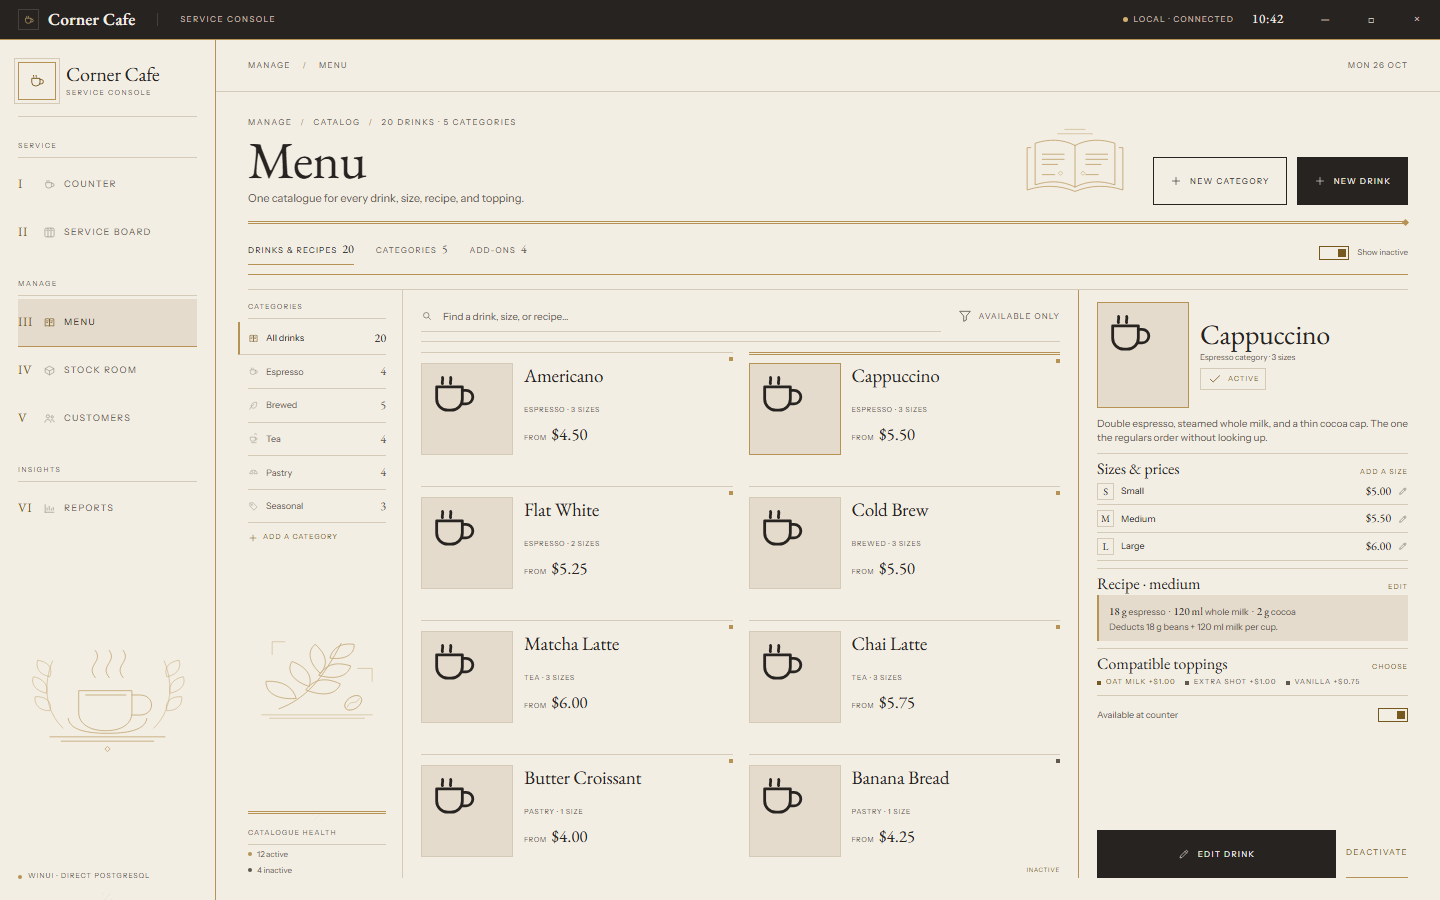 Corner Cafe
SERVICE CONSOLE
LOCAL · CONNECTED
10:42
Corner Cafe
SERVICE CONSOLE
SERVICE
I COUNTER
II SERVICE BOARD
MANAGE
III MENU
IV STOCK ROOM
V CUSTOMERS
INSIGHTS
VI REPORTS
WINUI · DIRECT POSTGRESQL
MANAGE / MENU
MON 26 OCT
MANAGE / CATALOG / 20 DRINKS · 5 CATEGORIES
Menu
One catalogue for every drink, size, recipe, and topping.
+ NEW CATEGORY
+ NEW DRINK
DRINKS & RECIPES 20
CATEGORIES 5
ADD-ONS 4
Show inactive
CATEGORIES
All drinks 20
Espresso 4
Brewed 5
Tea 4
Pastry 4
Seasonal 3
+ ADD A CATEGORY
CATALOGUE HEALTH
12 active
4 inactive
Find a drink, size, or recipe...
AVAILABLE ONLY
Americano
ESPRESSO · 3 SIZES
FROM $4.50
Cappuccino
ESPRESSO · 3 SIZES
FROM $5.50
Flat White
ESPRESSO · 2 SIZES
FROM $5.25
Cold Brew
BREWED · 3 SIZES
FROM $5.50
Matcha Latte
TEA · 3 SIZES
FROM $6.00
Chai Latte
TEA · 3 SIZES
FROM $5.75
Butter Croissant
PASTRY · 1 SIZE
FROM $4.00
Banana Bread
PASTRY · 1 SIZE
FROM $4.25
INACTIVE
Cappuccino
Espresso category · 3 sizes
ACTIVE
Double espresso, steamed whole milk, and a thin cocoa cap. The one
the regulars order without looking up.
Sizes & prices
ADD A SIZE
S Small $5.00
M Medium $5.50
L Large $6.00
Recipe · medium
EDIT
18 g espresso · 120 ml whole milk · 2 g cocoa
Deducts 18 g beans + 120 ml milk per cup.
Compatible toppings
CHOOSE
OAT MILK +$1.00 EXTRA SHOT +$1.00 VANILLA +$0.75
Available at counter
EDIT DRINK
DEACTIVATE